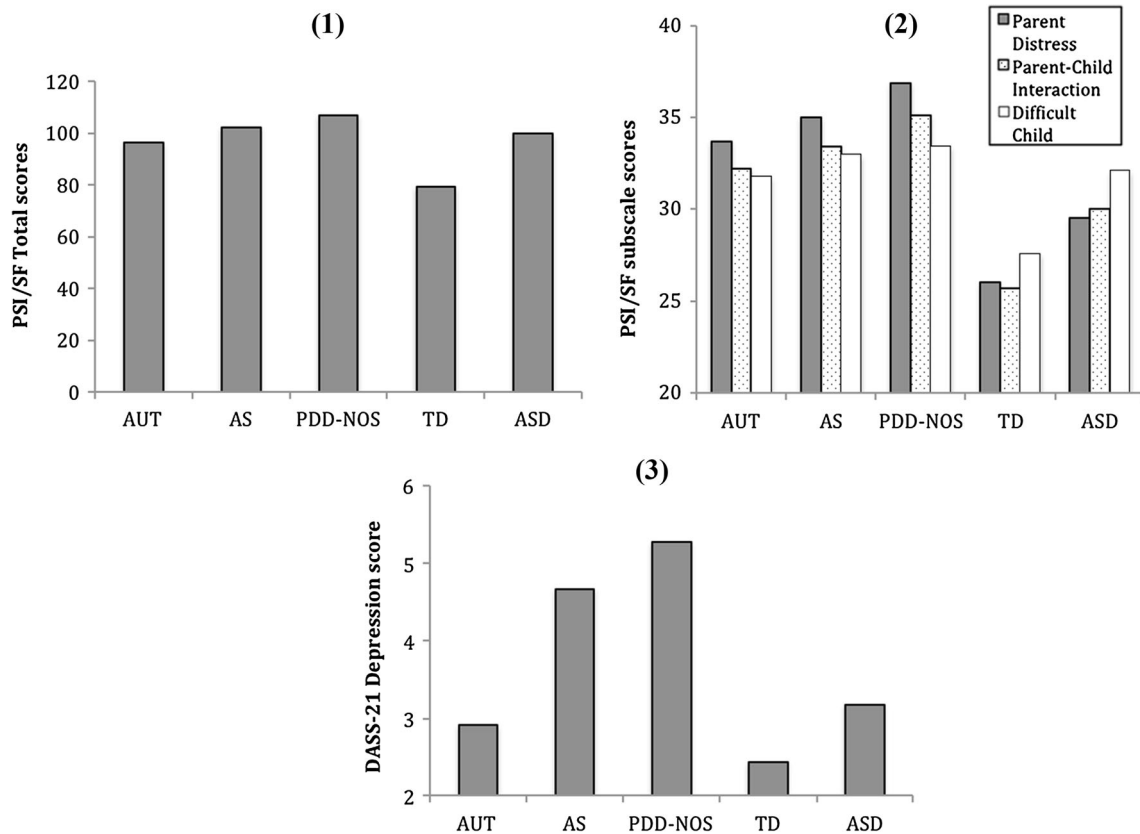 (1)
PSI/SF Total scores
120
100
80
60
40
20
0
AUT AS PDD-NOS TD ASD
(2)
PSI/SF subscale scores
40
35
30
25
20
AUT AS PDD-NOS TD ASD
Parent
Distress
Parent-Child
Interaction
Difficult
Child
(3)
DASS-21 Depression score
6
5
4
3
2
AUT AS PDD-NOS TD ASD